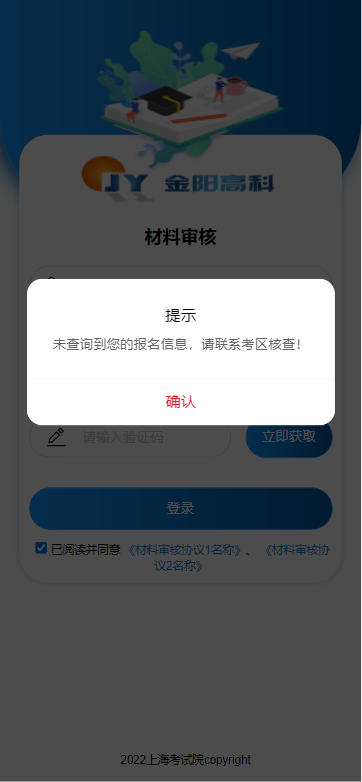 JY 金阳高科
材料审核
提示
未查询到您的报名信息，请联系考区核查！
确认
请输入验证码
立即获取
登录
已阅读并同意《材料审核协议1名称》、《材料审核协
议2名称》
2022上海考试院copyright